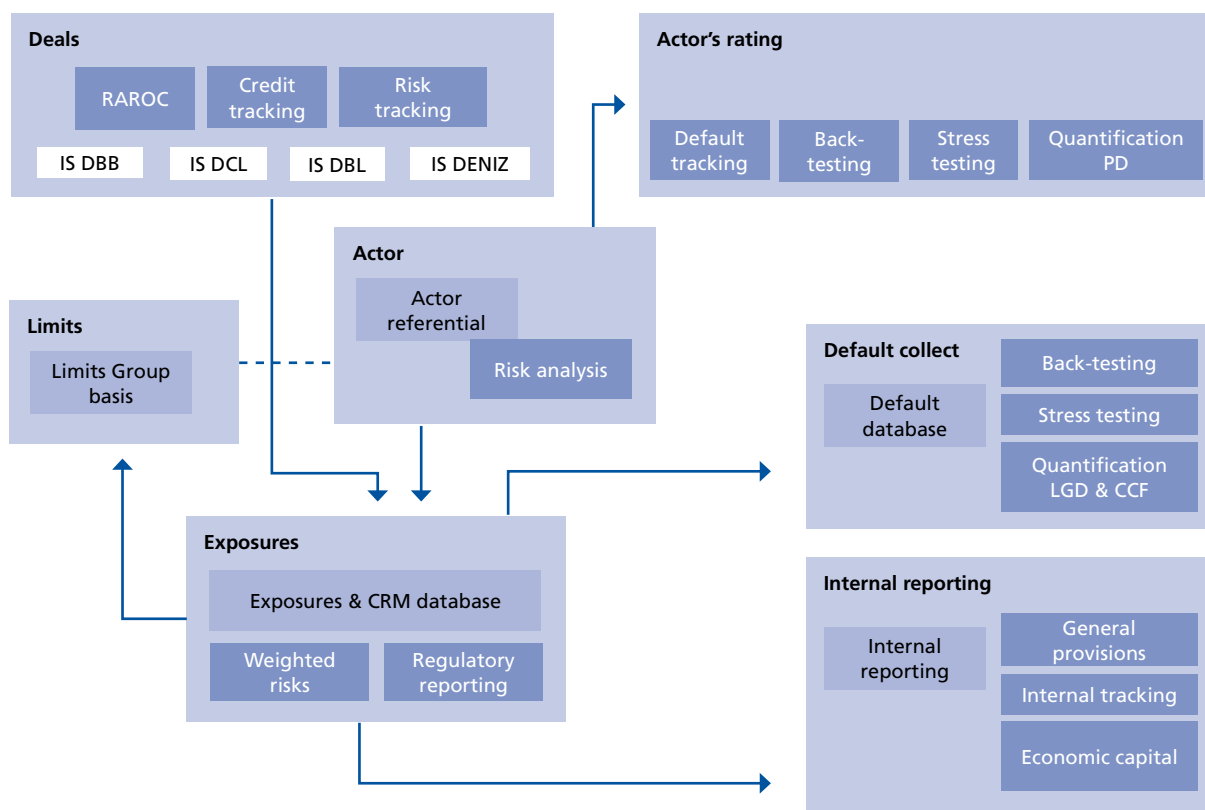 Deals
RAROC
Credit
tracking
Risk
tracking
IS DBB
IS DCL
IS DBL
IS DENIZ
Actor’s rating
Default
tracking
Back-
testing
Stress
testing
Quantification
PD
Actor
Actor
referential
Risk analysis
Limits
Limits Group
basis
Default collect
Default
database
Back-testing
Stress testing
Quantification
LGD & CCF
Exposures
Exposures & CRM database
Weighted
risks
Regulatory
reporting
Internal reporting
Internal
reporting
General
provisions
Internal tracking
Economic capital